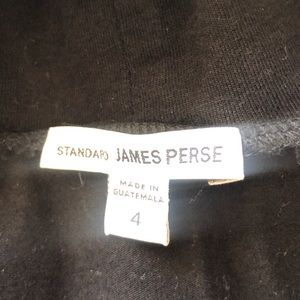 STANDARD JAMES PERSE
MADE IN
GUATEMALA
4